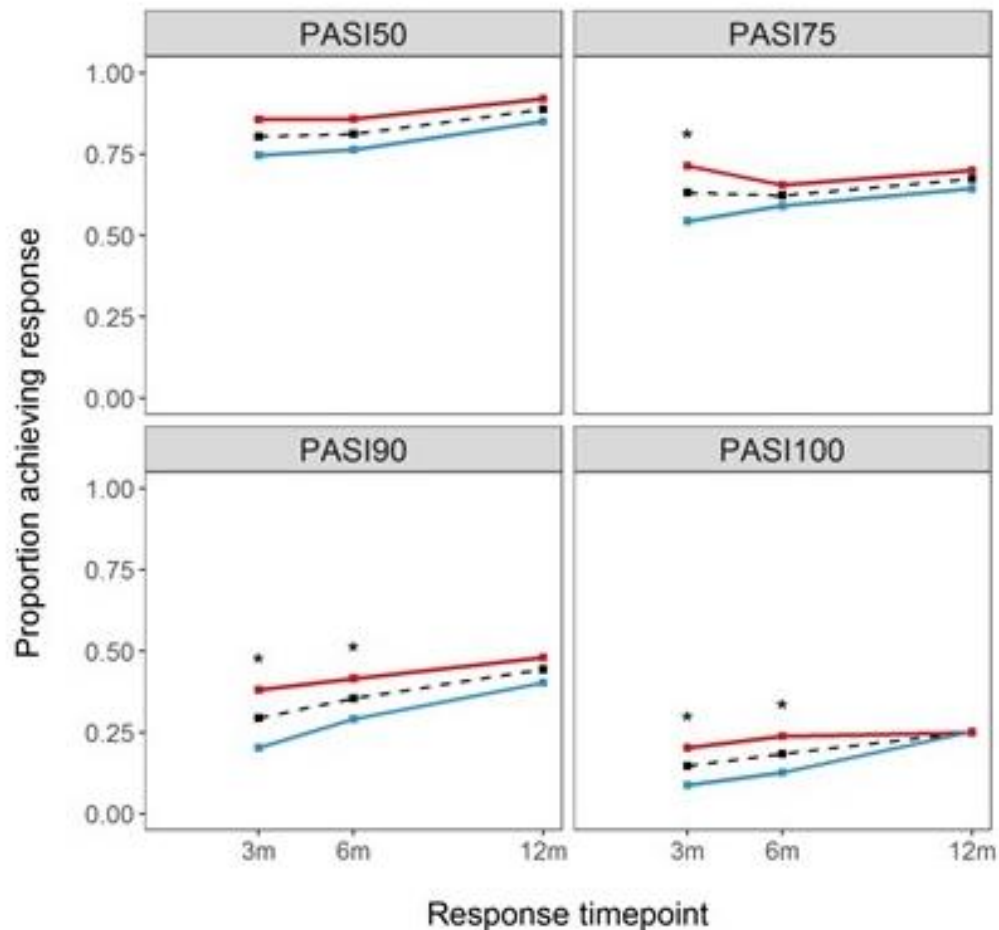 PASI50
PASI75
1.00
0.75
0.50
0.25
0.00
*
PASI90
PASI100
1.00
0.75
0.50
0.25
0.00
* *
* *
3m 6m 12m
3m 6m 12m
Proportion achieving response
Response timepoint